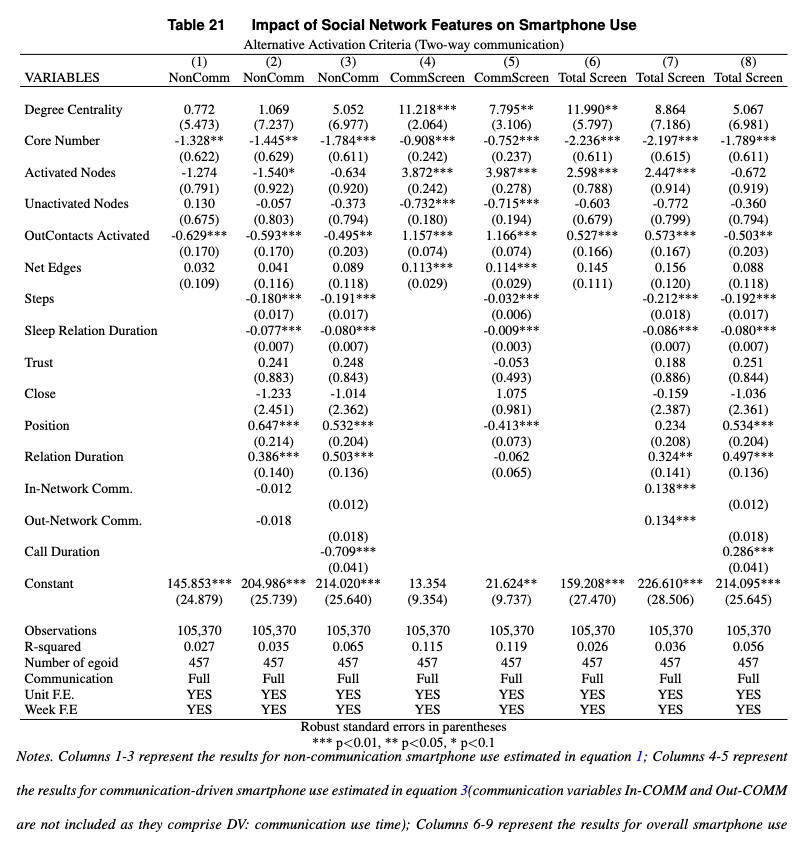 Table 21 Impact of Social Network Features on Smartphone Use
Alternative Activation Criteria (Two-way communication)
(1) (2) (3) (4) (5) (6) (7) (8)
VARIABLES NonComm NonComm NonComm CommScreen CommScreen Total Screen Total Screen Total Screen
Degree Centrality 0.772 1.069 5.052 11.218*** 7.795** 11.990** 8.864 5.067
(5.473) (7.237) (6.977) (2.064) (3.106) (5.797) (7.186) (6.981)
Core Number -1.328** -1.445** -1.784*** -0.908*** -0.752*** -2.236*** -2.197*** -1.789***
(0.622) (0.629) (0.611) (0.242) (0.237) (0.611) (0.615) (0.611)
Activated Nodes -1.274 -1.540* -0.634 3.872*** 3.987*** 2.598*** 2.447*** -0.672
(0.791) (0.922) (0.920) (0.242) (0.278) (0.788) (0.914) (0.919)
Unactivated Nodes 0.130 -0.057 -0.373 -0.732*** -0.715*** -0.603 -0.772 -0.360
(0.675) (0.803) (0.794) (0.180) (0.194) (0.679) (0.799) (0.794)
OutContacts Activated -0.629*** -0.593*** -0.495** 1.157*** 1.166*** 0.527*** 0.573*** -0.503**
(0.170) (0.170) (0.203) (0.074) (0.074) (0.166) (0.167) (0.203)
Net Edges 0.032 0.041 0.089 0.113*** 0.114*** 0.145 0.156 0.088
(0.109) (0.116) (0.118) (0.029) (0.029) (0.111) (0.120) (0.118)
Steps -0.180*** -0.191*** -0.032*** -0.212*** -0.192***
(0.017) (0.017) (0.006) (0.018) (0.017)
Sleep Relation Duration -0.077*** -0.080*** -0.009*** -0.086*** -0.080***
(0.007) (0.007) (0.003) (0.007) (0.007)
Trust 0.241 0.248 -0.053 0.188 0.251
(0.883) (0.843) (0.493) (0.886) (0.844)
Close -1.233 -1.014 1.075 -0.159 -1.036
(2.451) (2.362) (0.981) (2.387) (2.361)
Position 0.647*** 0.532*** -0.413*** 0.234 0.534***
(0.214) (0.204) (0.073) (0.208) (0.204)
Relation Duration 0.386*** 0.503*** -0.062 0.324** 0.497***
(0.140) (0.136) (0.065) (0.141) (0.136)
In-Network Comm. -0.012 0.138***
(0.012) (0.012)
Out-Network Comm. -0.018 0.134***
(0.018) (0.018)
Call Duration -0.709*** 0.286***
(0.041) (0.041)
Constant 145.853*** 204.986*** 214.020*** 13.354 21.624** 159.208*** 226.610*** 214.095***
(24.879) (25.739) (25.640) (9.354) (9.737) (27.470) (28.506) (25.645)
Observations 105,370 105,370 105,370 105,370 105,370 105,370 105,370 105,370
R-squared 0.027 0.035 0.065 0.115 0.119 0.026 0.036 0.056
Number of egoid 457 457 457 457 457 457 457 457
Communication Full Full Full Full Full Full Full Full
Unit F.E. YES YES YES YES YES YES YES YES
Week F.E YES YES YES YES YES YES YES YES
Robust standard errors in parentheses
*** p<0.01, ** p<0.05, * p<0.1
Notes. Columns 1-3 represent the results for non-communication smartphone use estimated in equation 1; Columns 4-5 represent
the results for communication-driven smartphone use estimated in equation 3(communication variables In-COMM and Out-COMM
are not included as they comprise DV: communication use time); Columns 6-9 represent the results for overall smartphone use